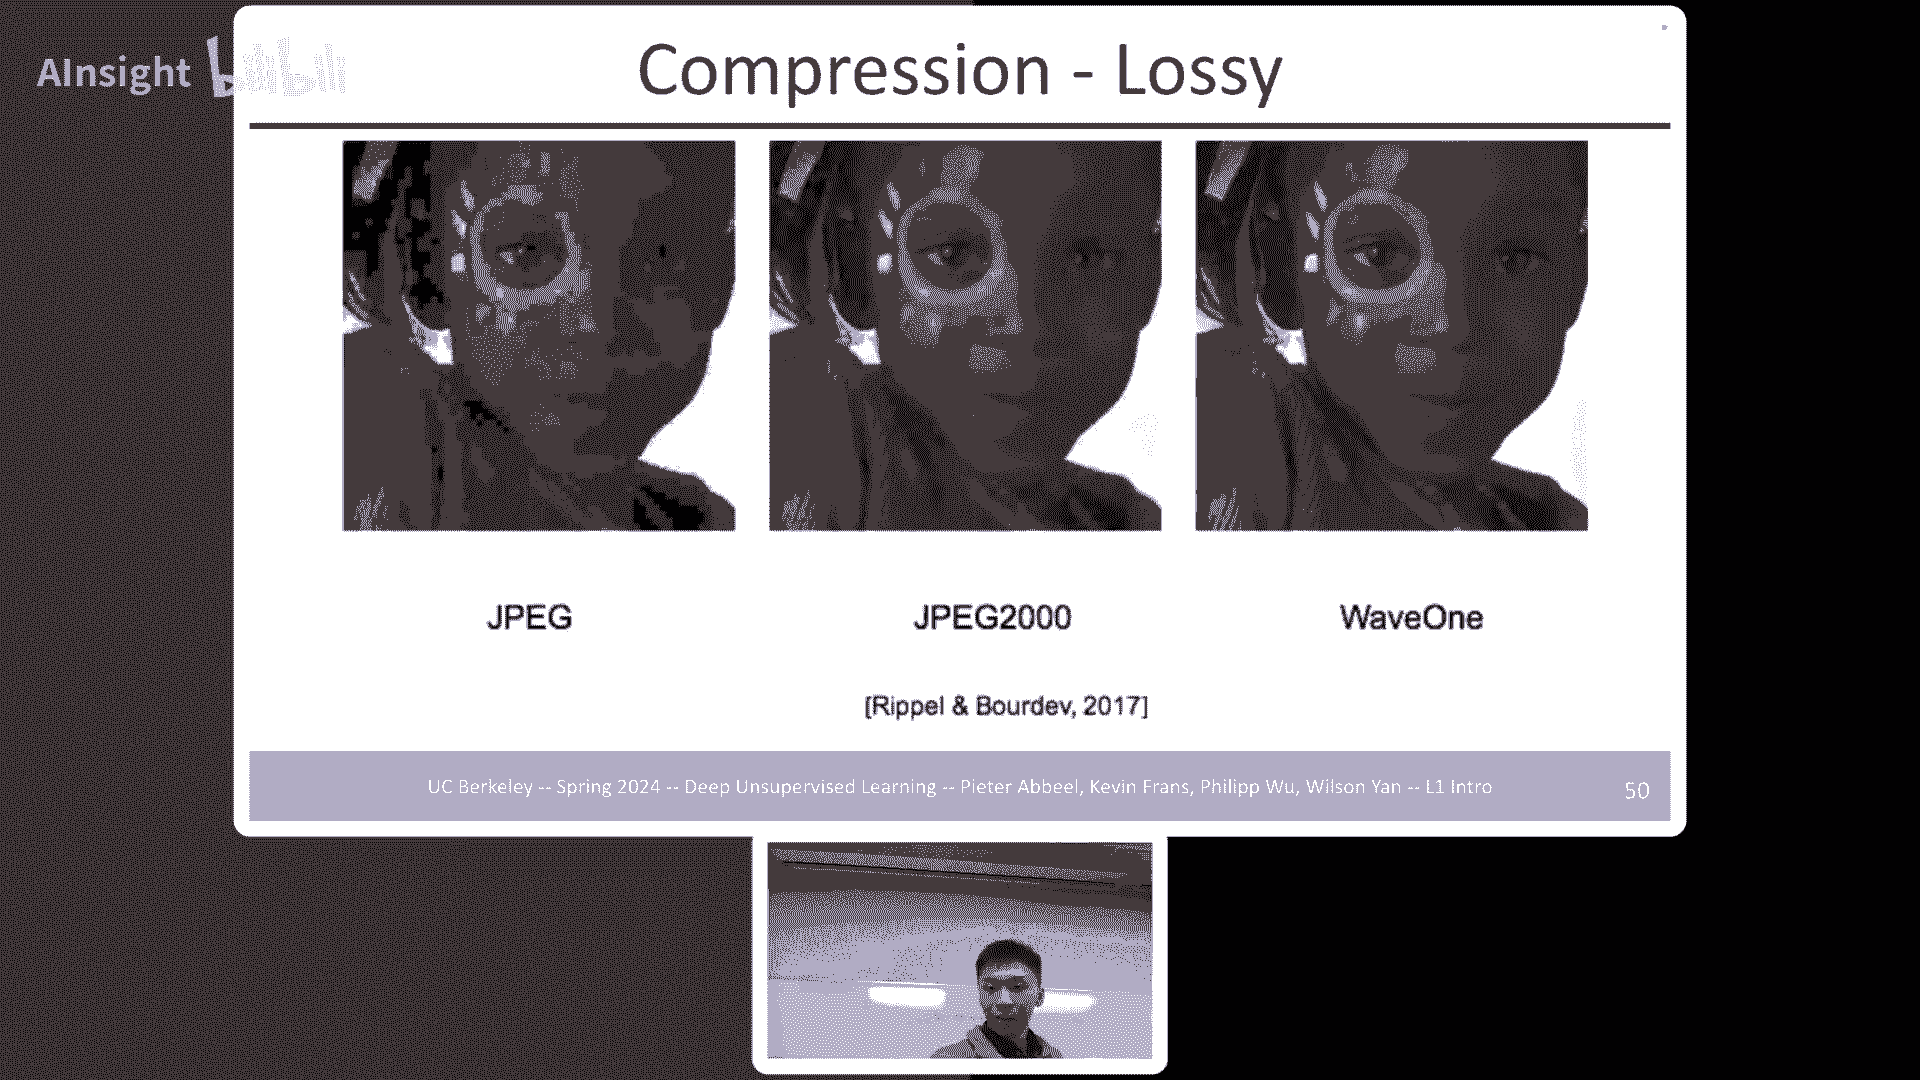 AInsight bilibili
Compression - Lossy
JPEG
JPEG2000
WaveOne
[Rippel & Bourdev, 2017]
UC Berkeley -- Spring 2024 -- Deep Unsupervised Learning -- Pieter Abbeel, Kevin Frans, Philipp Wu, Wilson Yan -- L1 Intro
50